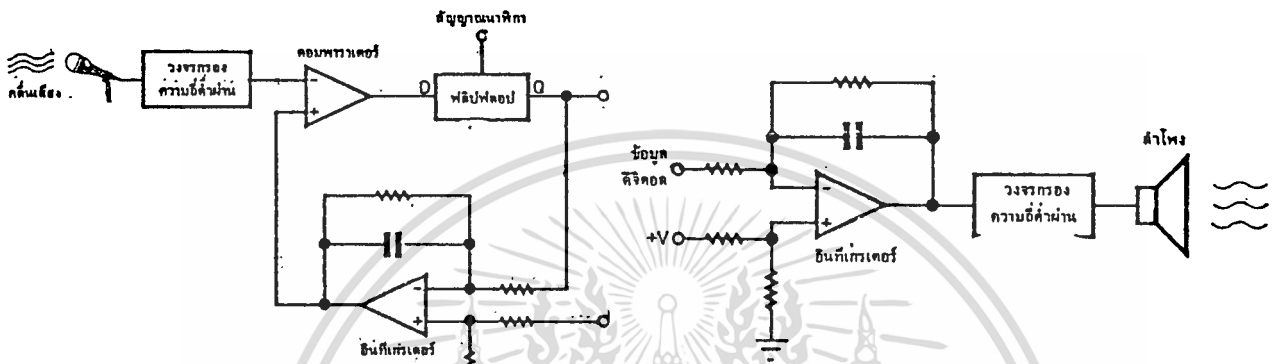 สัญญาณนาฬิกา
คอมพาราเตอร์
คลื่นเสียง
วงจรกรอง
ความถี่ต่ำผ่าน
-
+
D
ฟลิปฟลอป
Q
-
+
อินทิเกรเตอร์
ข้อมูล
ดิจิตอล
+V
-
+
อินทิเกรเตอร์
วงจรกรอง
ความถี่ต่ำผ่าน
ลำโพง